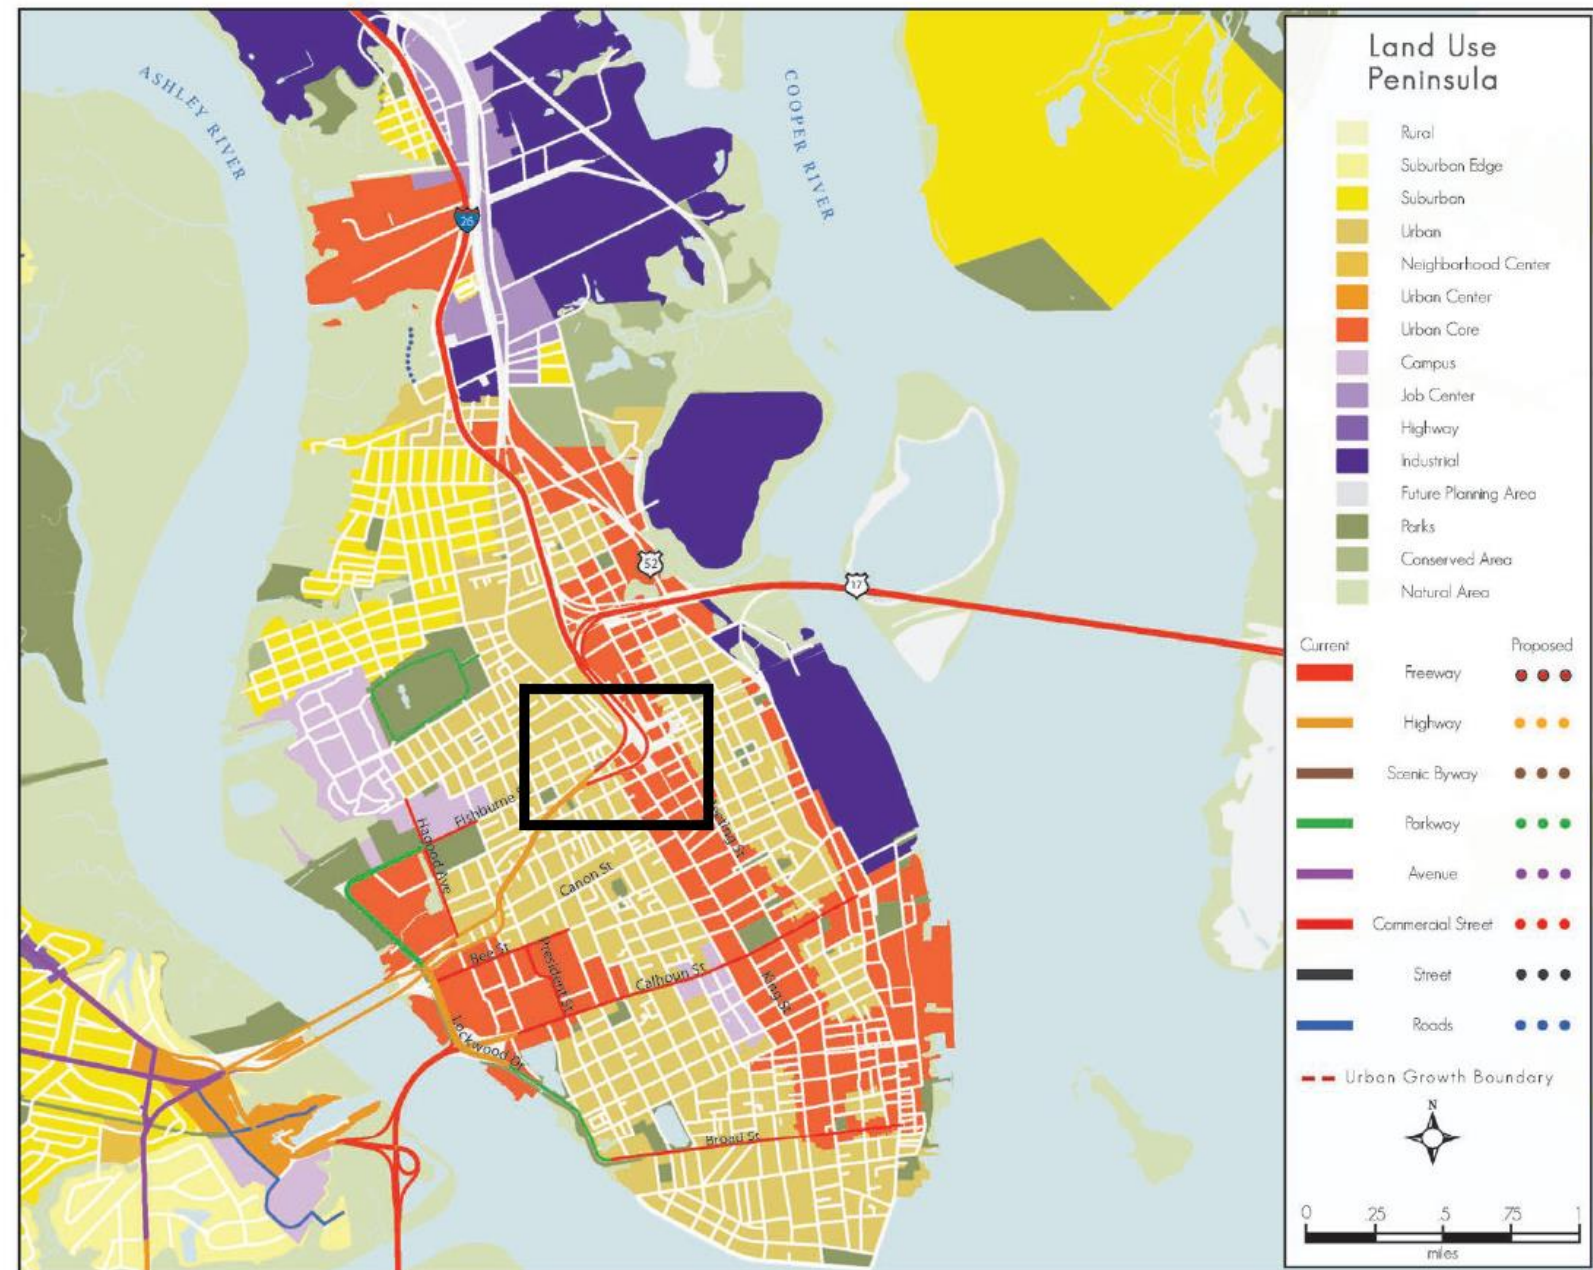 ASHLEY RIVER
COOPER RIVER
26
52
17
Fishburne
Hagood Ave
Meeting St
Canon St
Bee St
President St
Calhoun St
King St
Lockwood Dr
Broad St
Land Use
Peninsula
Rural
Suburban Edge
Suburban
Urban
Neighborhood Center
Urban Center
Urban Core
Campus
Job Center
Highway
Industrial
Future Planning Area
Parks
Conserved Area
Natural Area
Current Proposed
Freeway
Highway
Scenic Byway
Parkway
Avenue
Commercial Street
Street
Roads
Urban Growth Boundary
N
0 .25 .5 .75 1
miles